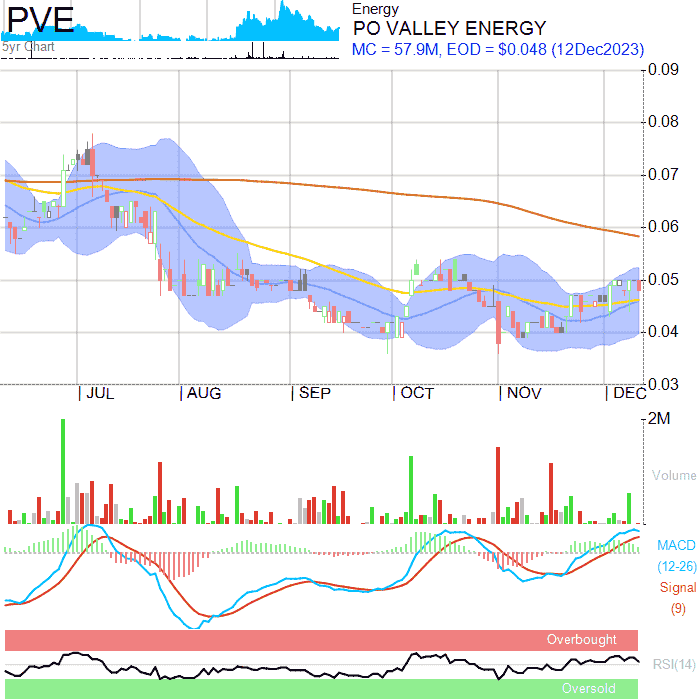 PVE
Energy
PO VALLEY ENERGY
5yr Chart
MC = 57.9M, EOD = $0.048 (12Dec2023)
0.09
0.08
0.07
0.06
0.05
0.04
0.03
JUL AUG SEP OCT NOV DEC
2M
Volume
MACD
(12-26)
Signal
(9)
Overbought
RSI(14)
Oversold